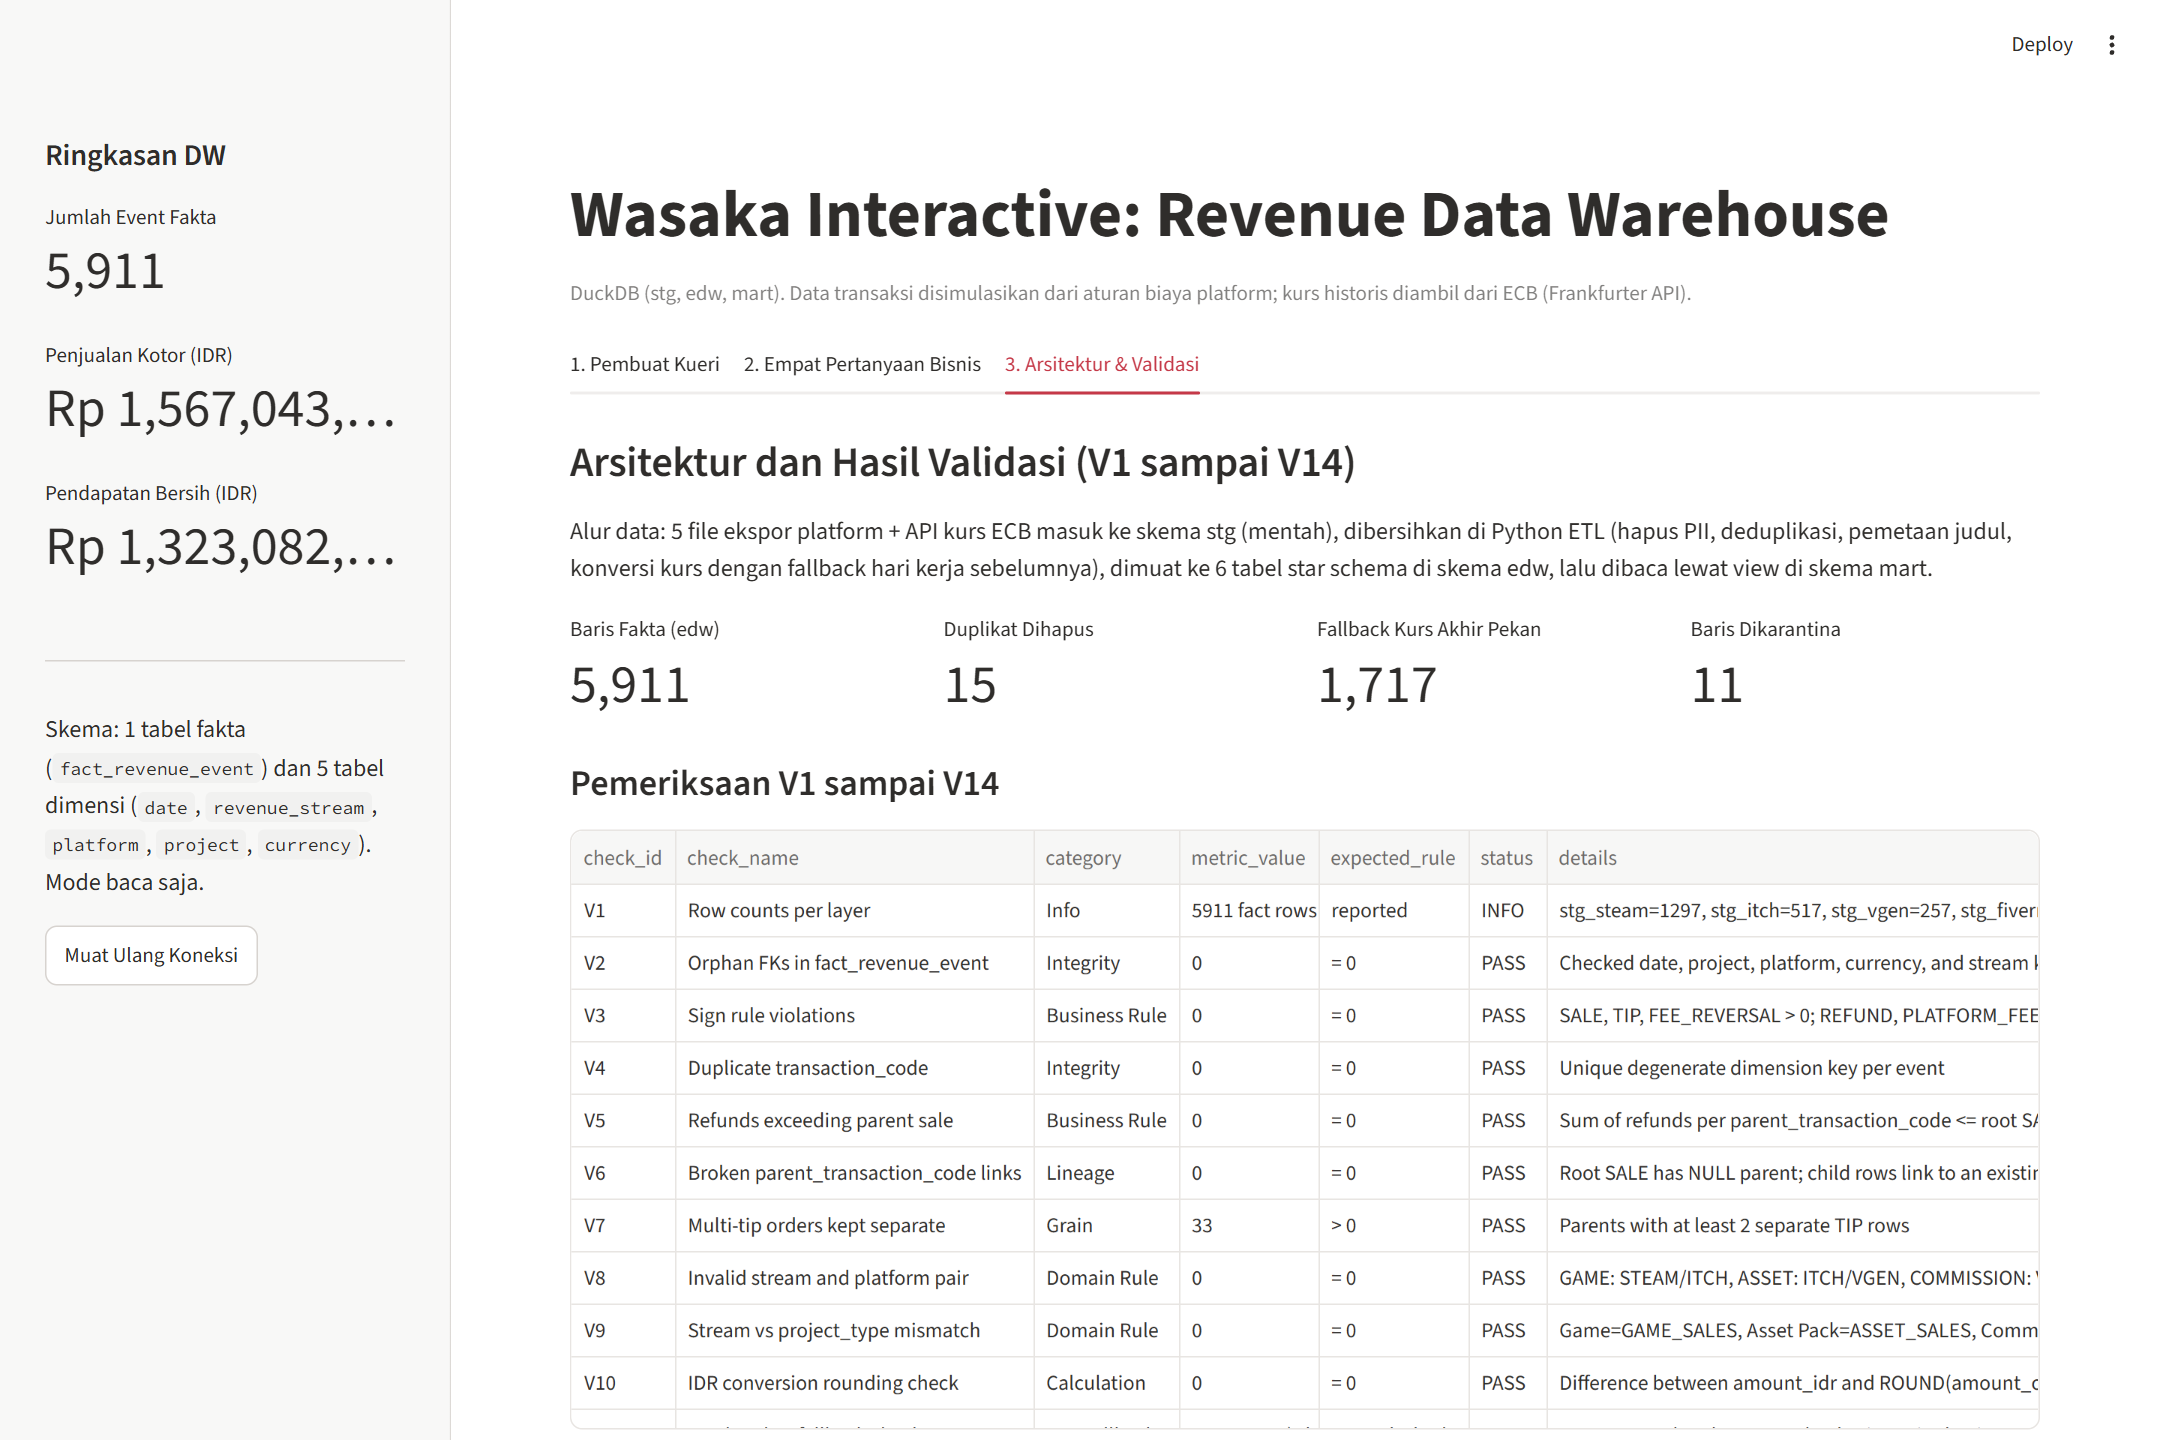 Deploy
Ringkasan DW
Jumlah Event Fakta
5,911
Penjualan Kotor (IDR)
Rp 1,567,043,…
Pendapatan Bersih (IDR)
Rp 1,323,082,…
Skema: 1 tabel fakta
( fact_revenue_event ) dan 5 tabel
dimensi ( date , revenue_stream ,
platform , project , currency ).
Mode baca saja.
Muat Ulang Koneksi
Wasaka Interactive: Revenue Data Warehouse
DuckDB (stg, edw, mart). Data transaksi disimulasikan dari aturan biaya platform; kurs historis diambil dari ECB (Frankfurter API).
1. Pembuat Kueri 2. Empat Pertanyaan Bisnis 3. Arsitektur & Validasi
Arsitektur dan Hasil Validasi (V1 sampai V14)
Alur data: 5 file ekspor platform + API kurs ECB masuk ke skema stg (mentah), dibersihkan di Python ETL (hapus PII, deduplikasi, pemetaan judul,
konversi kurs dengan fallback hari kerja sebelumnya), dimuat ke 6 tabel star schema di skema edw, lalu dibaca lewat view di skema mart.
Baris Fakta (edw) Duplikat Dihapus Fallback Kurs Akhir Pekan Baris Dikarantina
5,911 15 1,717 11
Pemeriksaan V1 sampai V14
check_id check_name category metric_value expected_rule status details
V1 Row counts per layer Info 5911 fact rows reported INFO stg_steam=1297, stg_itch=517, stg_vgen=257, stg_fiver
V2 Orphan FKs in fact_revenue_event Integrity 0 = 0 PASS Checked date, project, platform, currency, and stream
V3 Sign rule violations Business Rule 0 = 0 PASS SALE, TIP, FEE_REVERSAL > 0; REFUND, PLATFORM_FEE
V4 Duplicate transaction_code Integrity 0 = 0 PASS Unique degenerate dimension key per event
V5 Refunds exceeding parent sale Business Rule 0 = 0 PASS Sum of refunds per parent_transaction_code <= root SA
V6 Broken parent_transaction_code links Lineage 0 = 0 PASS Root SALE has NULL parent; child rows link to an existin
V7 Multi-tip orders kept separate Grain 33 > 0 PASS Parents with at least 2 separate TIP rows
V8 Invalid stream and platform pair Domain Rule 0 = 0 PASS GAME: STEAM/ITCH, ASSET: ITCH/VGEN, COMMISSION:
V9 Stream vs project_type mismatch Domain Rule 0 = 0 PASS Game=GAME_SALES, Asset Pack=ASSET_SALES, Comm
V10 IDR conversion rounding check Calculation 0 = 0 PASS Difference between amount_idr and ROUND(amount_o